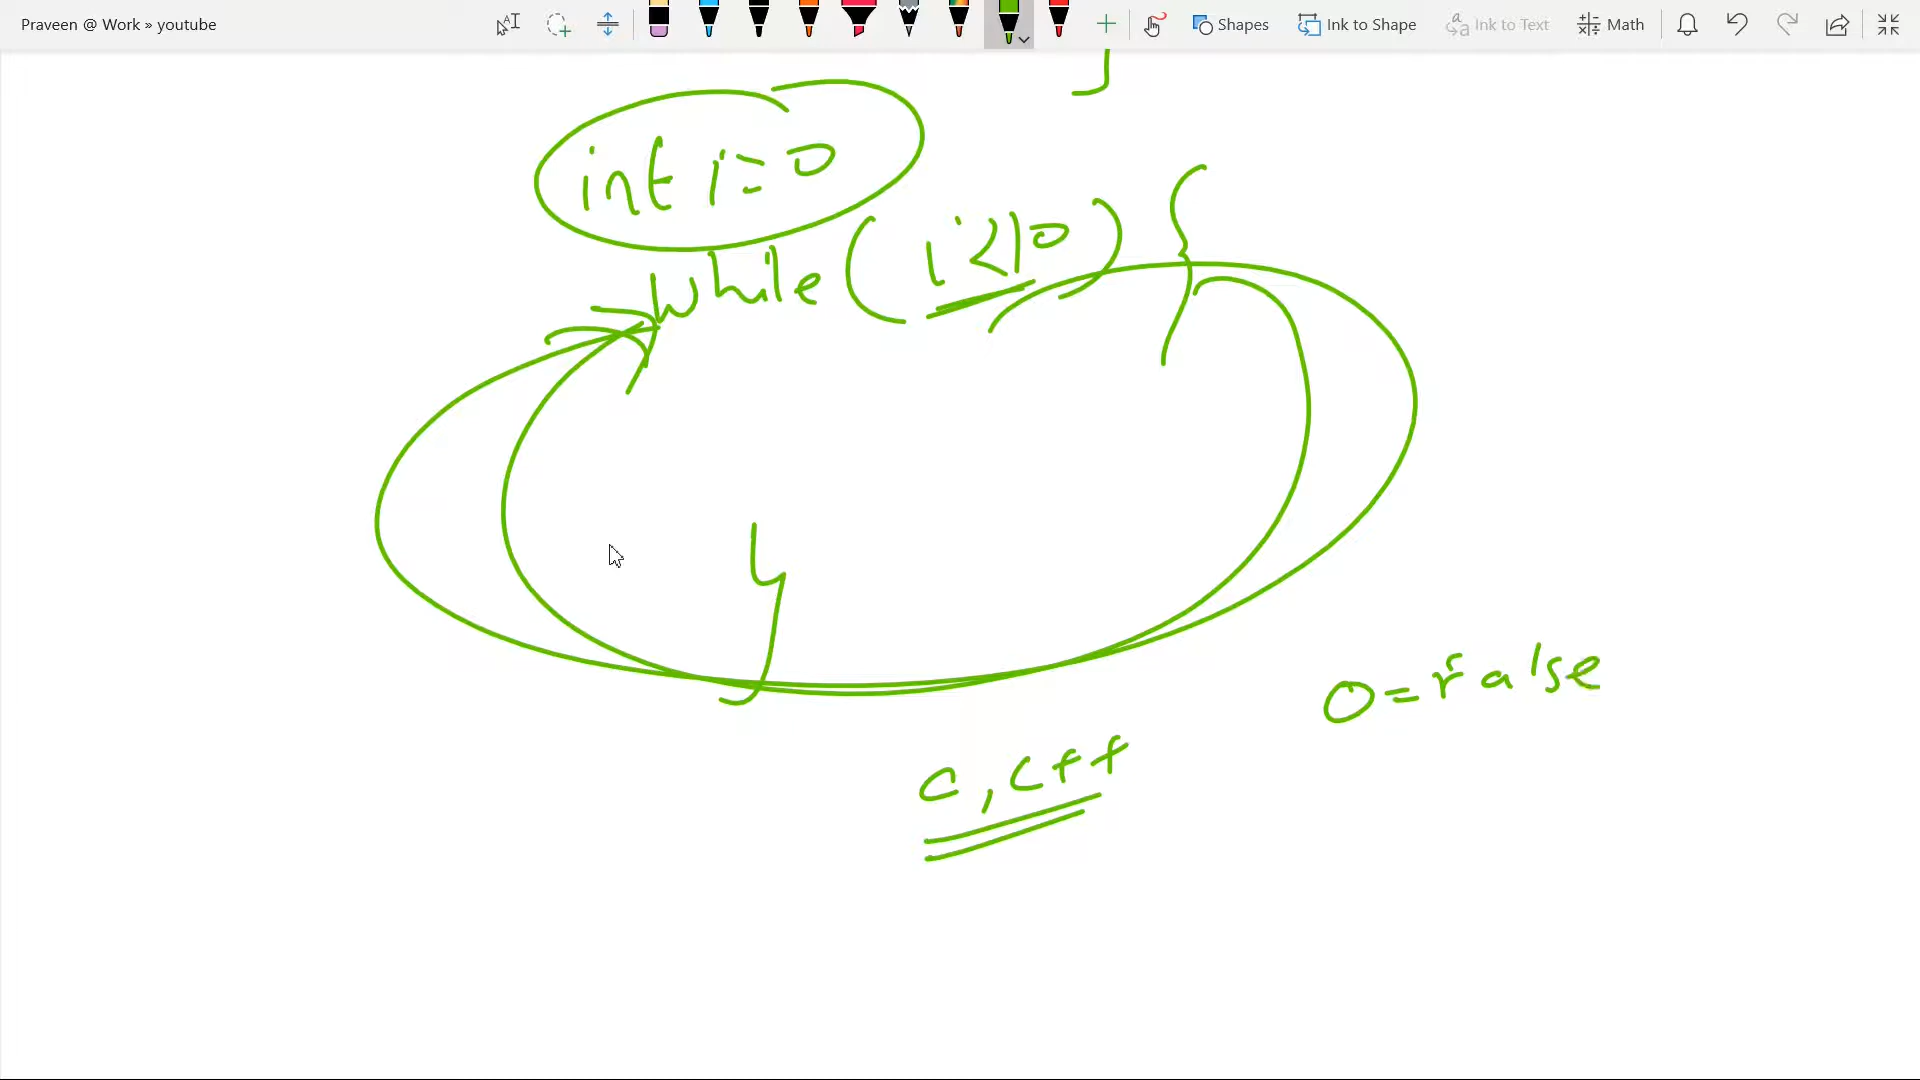 Praveen @ Work » youtube
Shapes
Ink to Shape
Ink to Text
Math
}
int i=0
while (i<10) {
}
0=false
c, c++